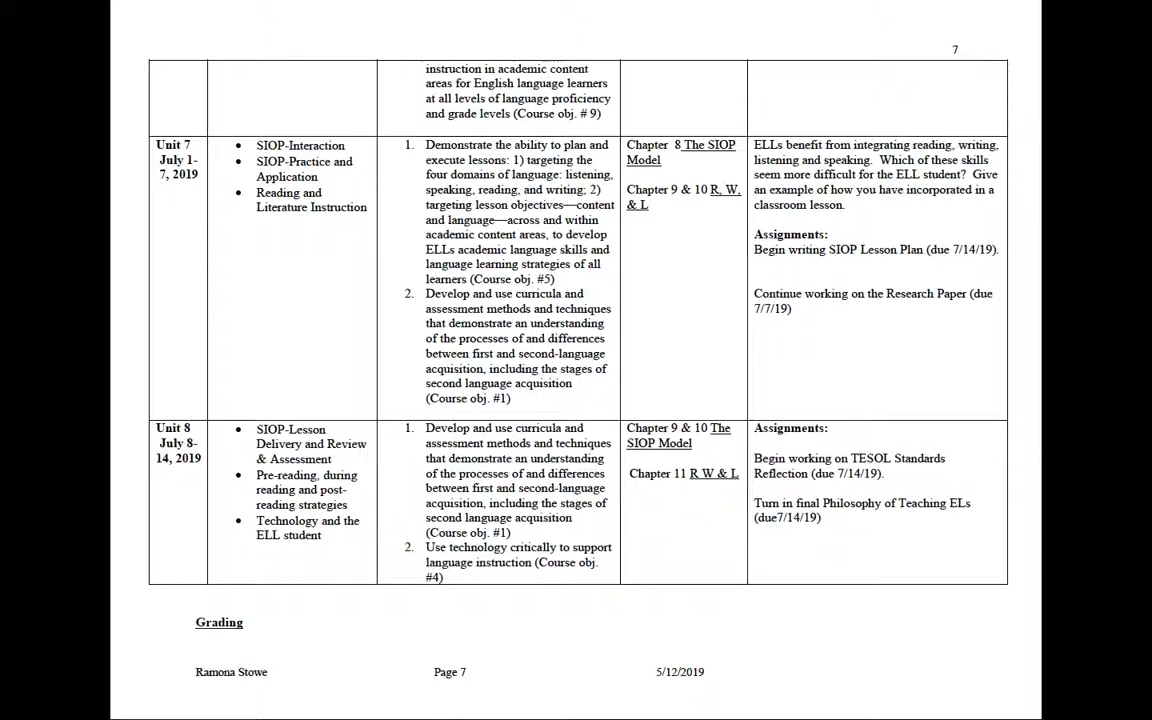 7
instruction in academic content
areas for English language learners
at all levels of language proficiency
and grade levels (Course obj. # 9)
Unit 7
July 1-
7, 2019
• SIOP-Interaction
• SIOP-Practice and
Application
• Reading and
Literature Instruction
1. Demonstrate the ability to plan and
execute lessons: 1) targeting the
four domains of language: listening,
speaking, reading, and writing; 2)
targeting lesson objectives—content
and language—across and within
academic content areas, to develop
ELLs academic language skills and
language learning strategies of all
learners (Course obj. #5)
2. Develop and use curricula and
assessment methods and techniques
that demonstrate an understanding
of the processes of and differences
between first and second-language
acquisition, including the stages of
second language acquisition
(Course obj. #1)
Chapter 8 The SIOP
Model
Chapter 9 & 10 R, W,
& L
ELLs benefit from integrating reading, writing,
listening and speaking. Which of these skills
seem more difficult for the ELL student? Give
an example of how you have incorporated in a
classroom lesson.
Assignments:
Begin writing SIOP Lesson Plan (due 7/14/19).
Continue working on the Research Paper (due
7/7/19)
Unit 8
July 8-
14, 2019
• SIOP-Lesson
Delivery and Review
& Assessment
• Pre-reading, during
reading and post-
reading strategies
• Technology and the
ELL student
1. Develop and use curricula and
assessment methods and techniques
that demonstrate an understanding
of the processes of and differences
between first and second-language
acquisition, including the stages of
second language acquisition
(Course obj. #1)
2. Use technology critically to support
language instruction (Course obj.
#4)
Chapter 9 & 10 The
SIOP Model
Chapter 11 R W & L
Assignments:
Begin working on TESOL Standards
Reflection (due 7/14/19).
Turn in final Philosophy of Teaching ELs
(due7/14/19)
Grading
Ramona Stowe Page 7 5/12/2019